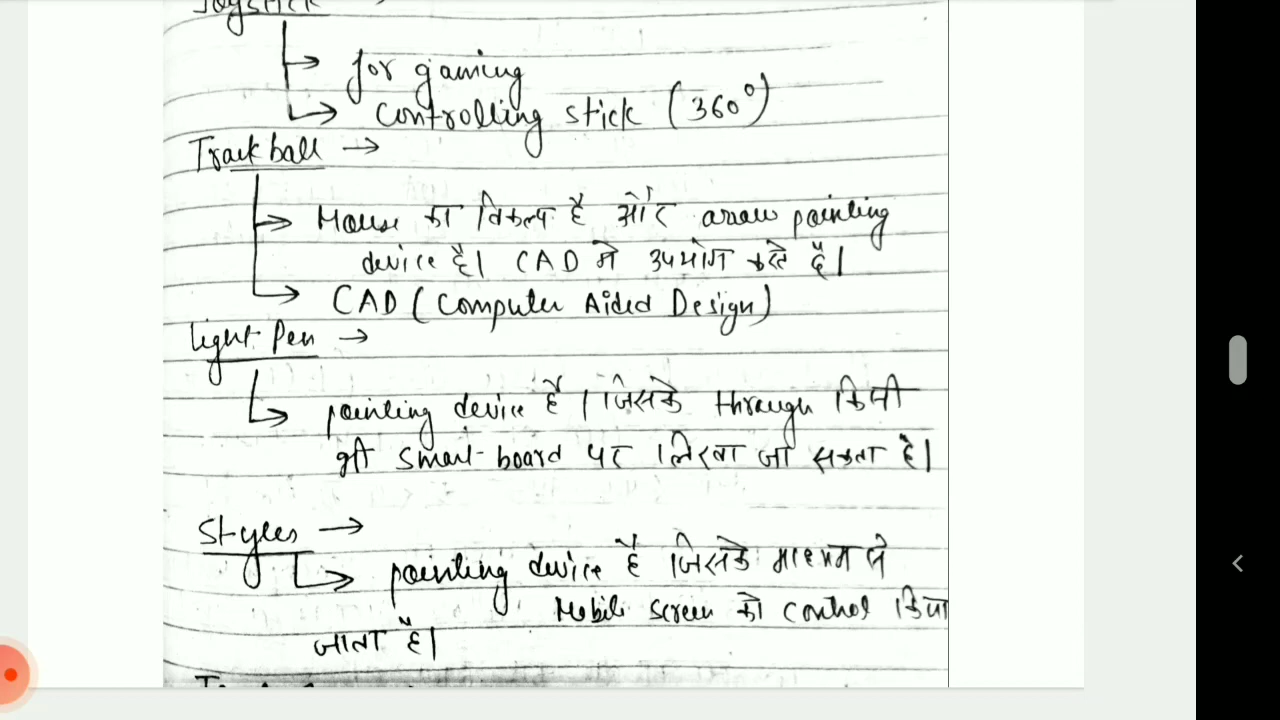 Joystick
for gaming
controlling stick (360°)
Track ball →
Mouse का विकल्प है और arrow pointing
device है। CAD मे उपयोग करते है।
CAD (Computer Aided Design)
Light Pen →
pointing device है। जिसके through किसी
भी smart-board पर लिखा जा सकता है।
Styles →
pointing device है जिसके माध्यम से
Mobile screen को control किया
जाता है।